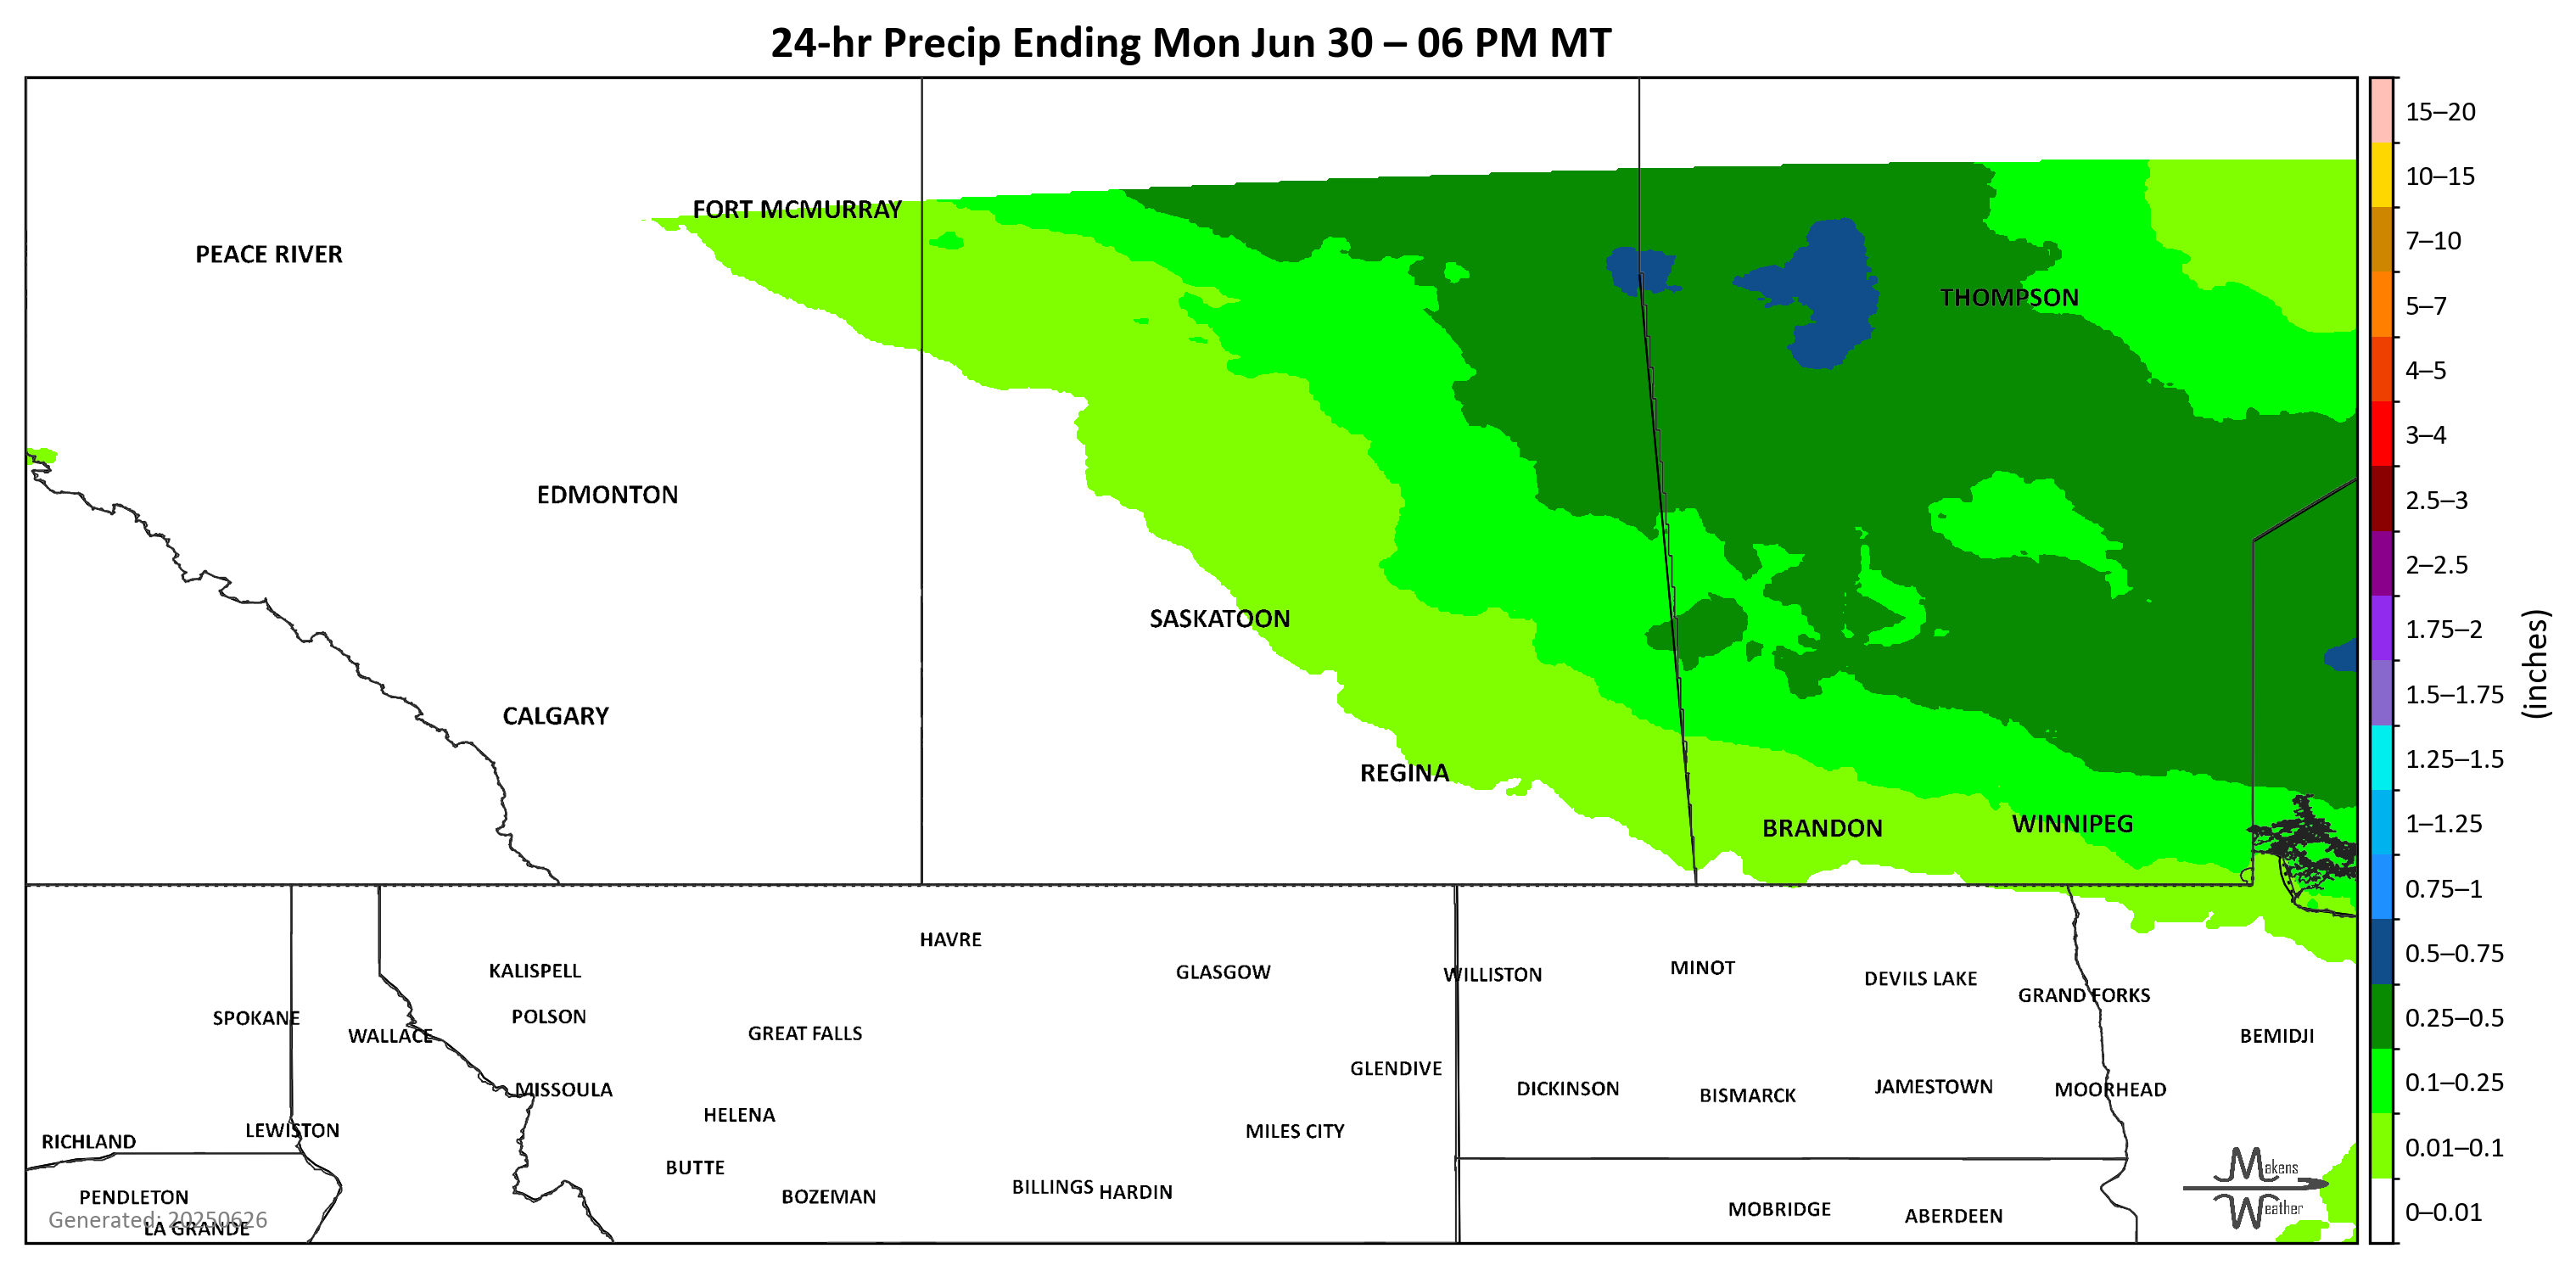 24-hr Precip Ending Mon Jun 30 – 06 PM MT
15–20
10–15
7–10
5–7
4–5
3–4
2.5–3
2–2.5
1.75–2
1.5–1.75
1.25–1.5
1–1.25
0.75–1
0.5–0.75
0.25–0.5
0.1–0.25
0.01–0.1
0–0.01
(inches)
FORT MCMURRAY
PEACE RIVER
THOMPSON
EDMONTON
SASKATOON
CALGARY
REGINA
BRANDON
WINNIPEG
HAVRE
KALISPELL
GLASGOW
WILLISTON
MINOT
DEVILS LAKE
GRAND FORKS
SPOKANE
POLSON
WALLACE
GREAT FALLS
BEMIDJI
GLENDIVE
MISSOULA
DICKINSON
BISMARCK
JAMESTOWN
MOORHEAD
HELENA
LEWISTON
MILES CITY
RICHLAND
BUTTE
BILLINGS
HARDIN
BOZEMAN
PENDLETON
MOBRIDGE
ABERDEEN
Generated: 20250626
LA GRANDE
Makens
Weather